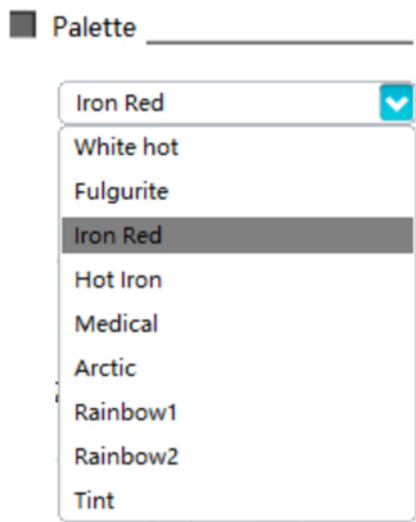 Palette
Iron Red
White hot
Fulgurite
Iron Red
Hot Iron
Medical
Arctic
Rainbow1
Rainbow2
Tint